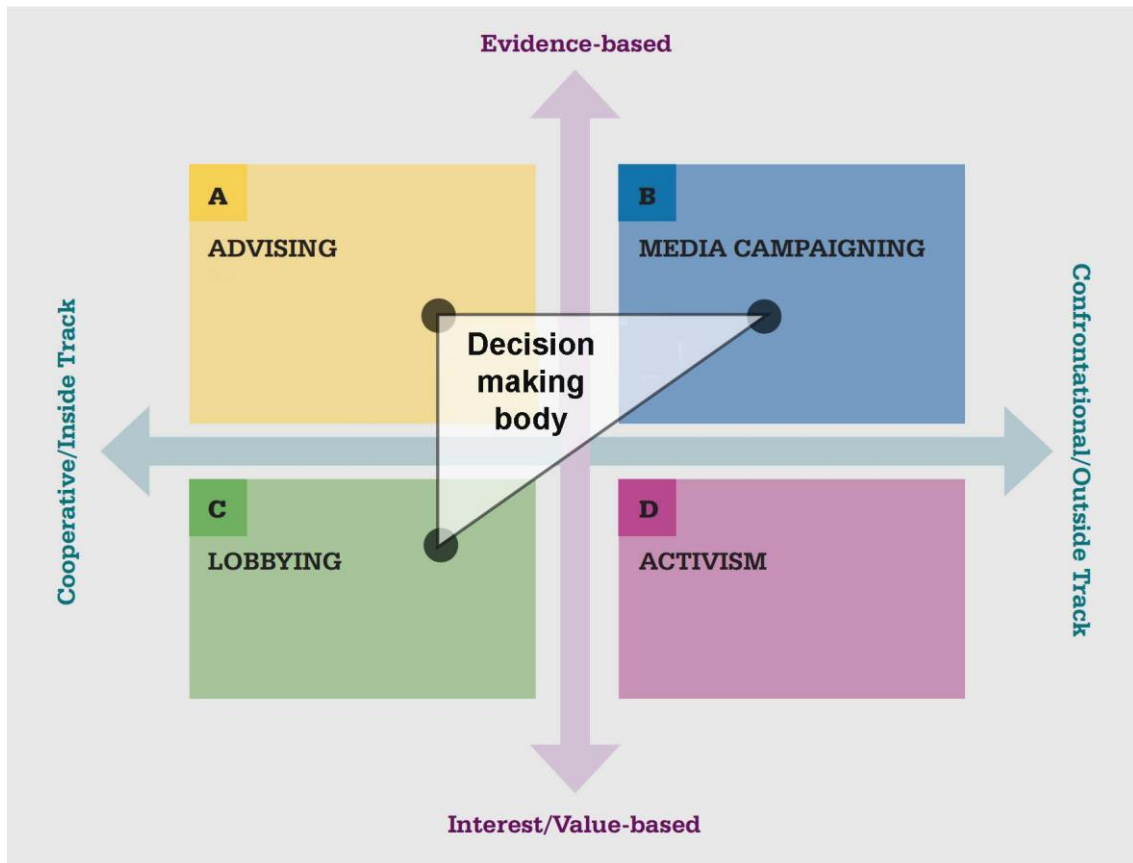 Evidence-based
A
ADVISING
B
MEDIA CAMPAIGNING
Decision
making
body
Cooperative/Inside Track
Confrontational/Outside Track
C
LOBBYING
D
ACTIVISM
Interest/Value-based